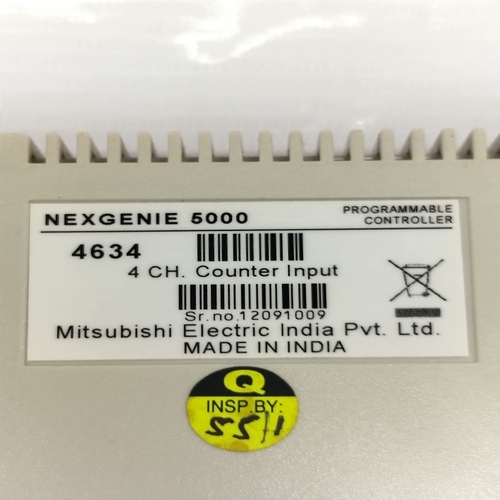 NEXGENIE 5000
PROGRAMMABLE
CONTROLLER
4634
4 CH. Counter Input
Sr.no.12091009
Mitsubishi Electric India Pvt. Ltd.
MADE IN INDIA
Q
INSP.BY: